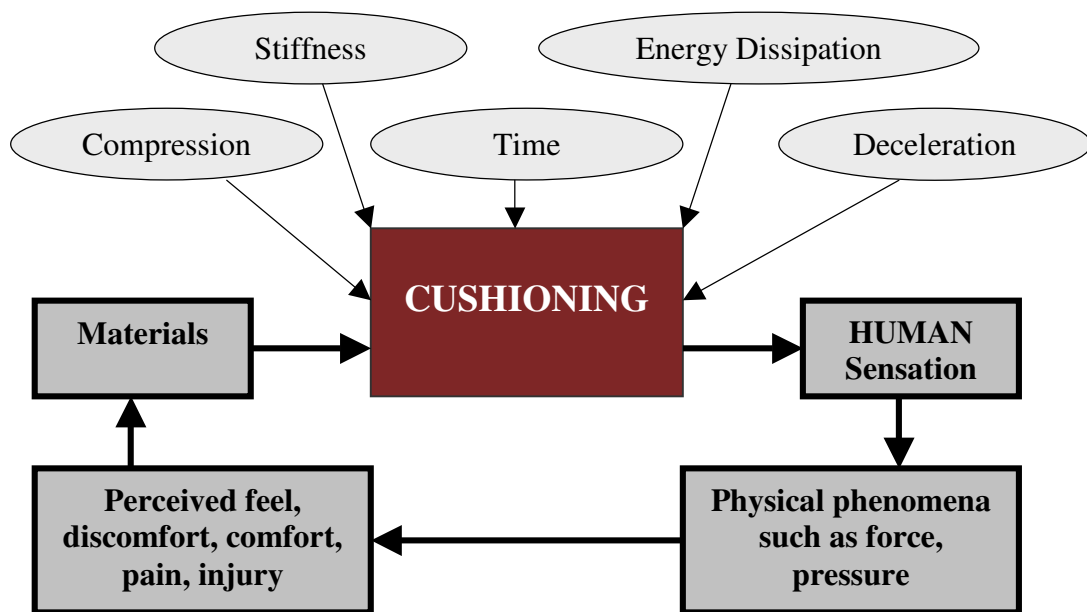 Stiffness
Energy Dissipation
Compression
Time
Deceleration
CUSHIONING
Materials
HUMAN
Sensation
Perceived feel,
discomfort, comfort,
pain, injury
Physical phenomena
such as force,
pressure